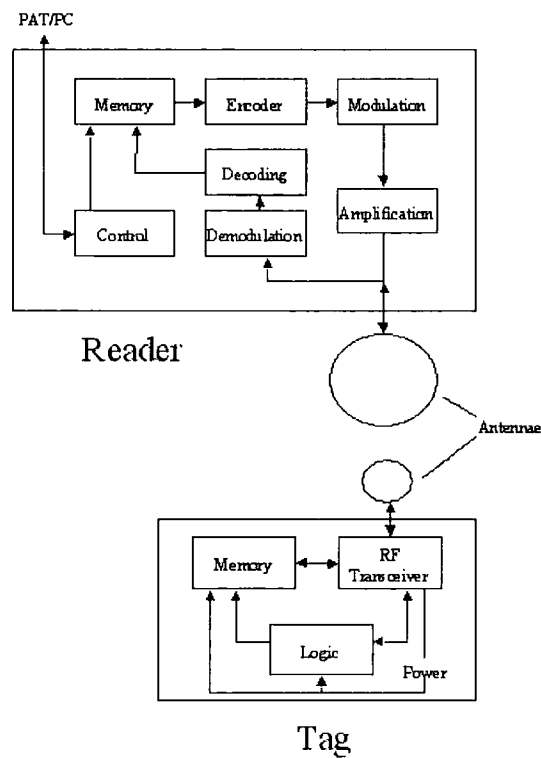 PAT/PC
Memory
Encoder
Modulation
Decoding
Amplification
Control
Demodulation
Reader
Antennae
Memory
RF
Transceiver
Logic
Power
Tag